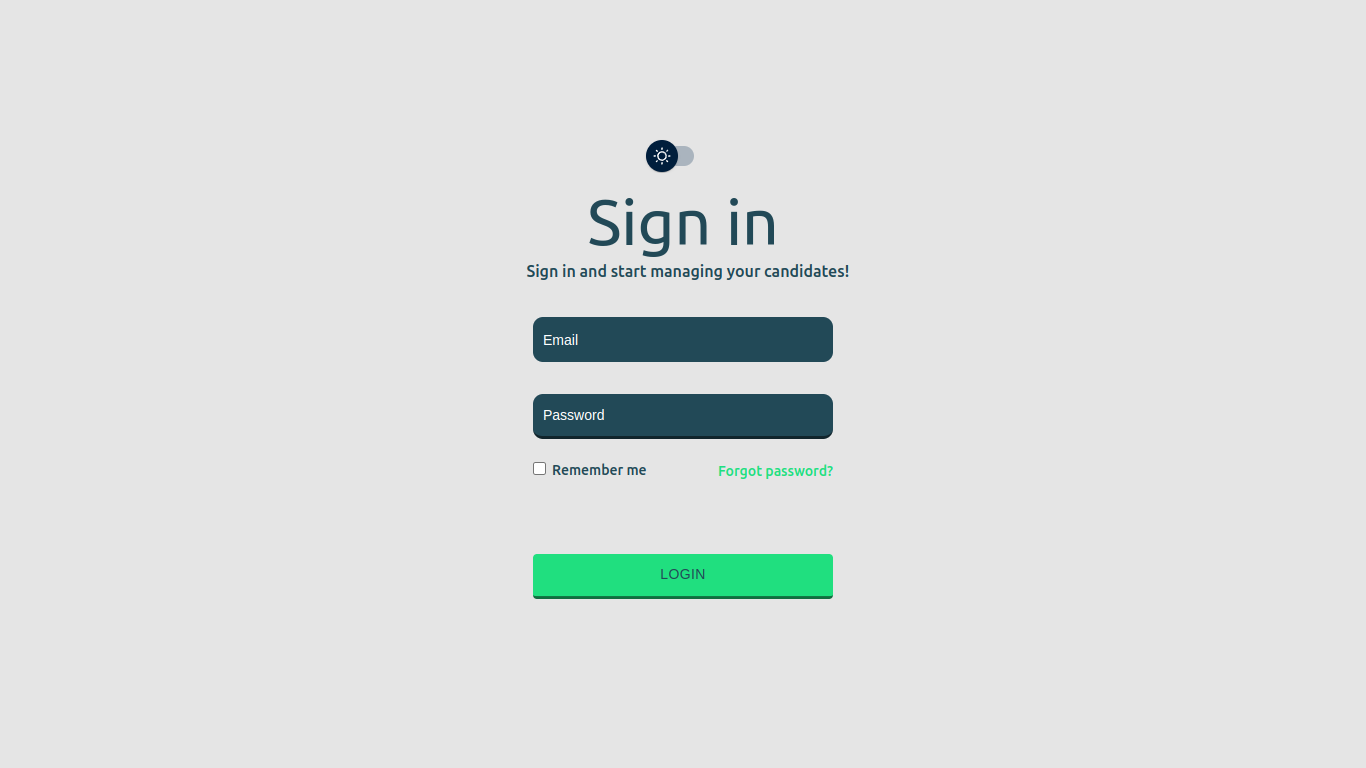 Sign in
Sign in and start managing your candidates!
Email
Password
Remember me
Forgot password?
LOGIN